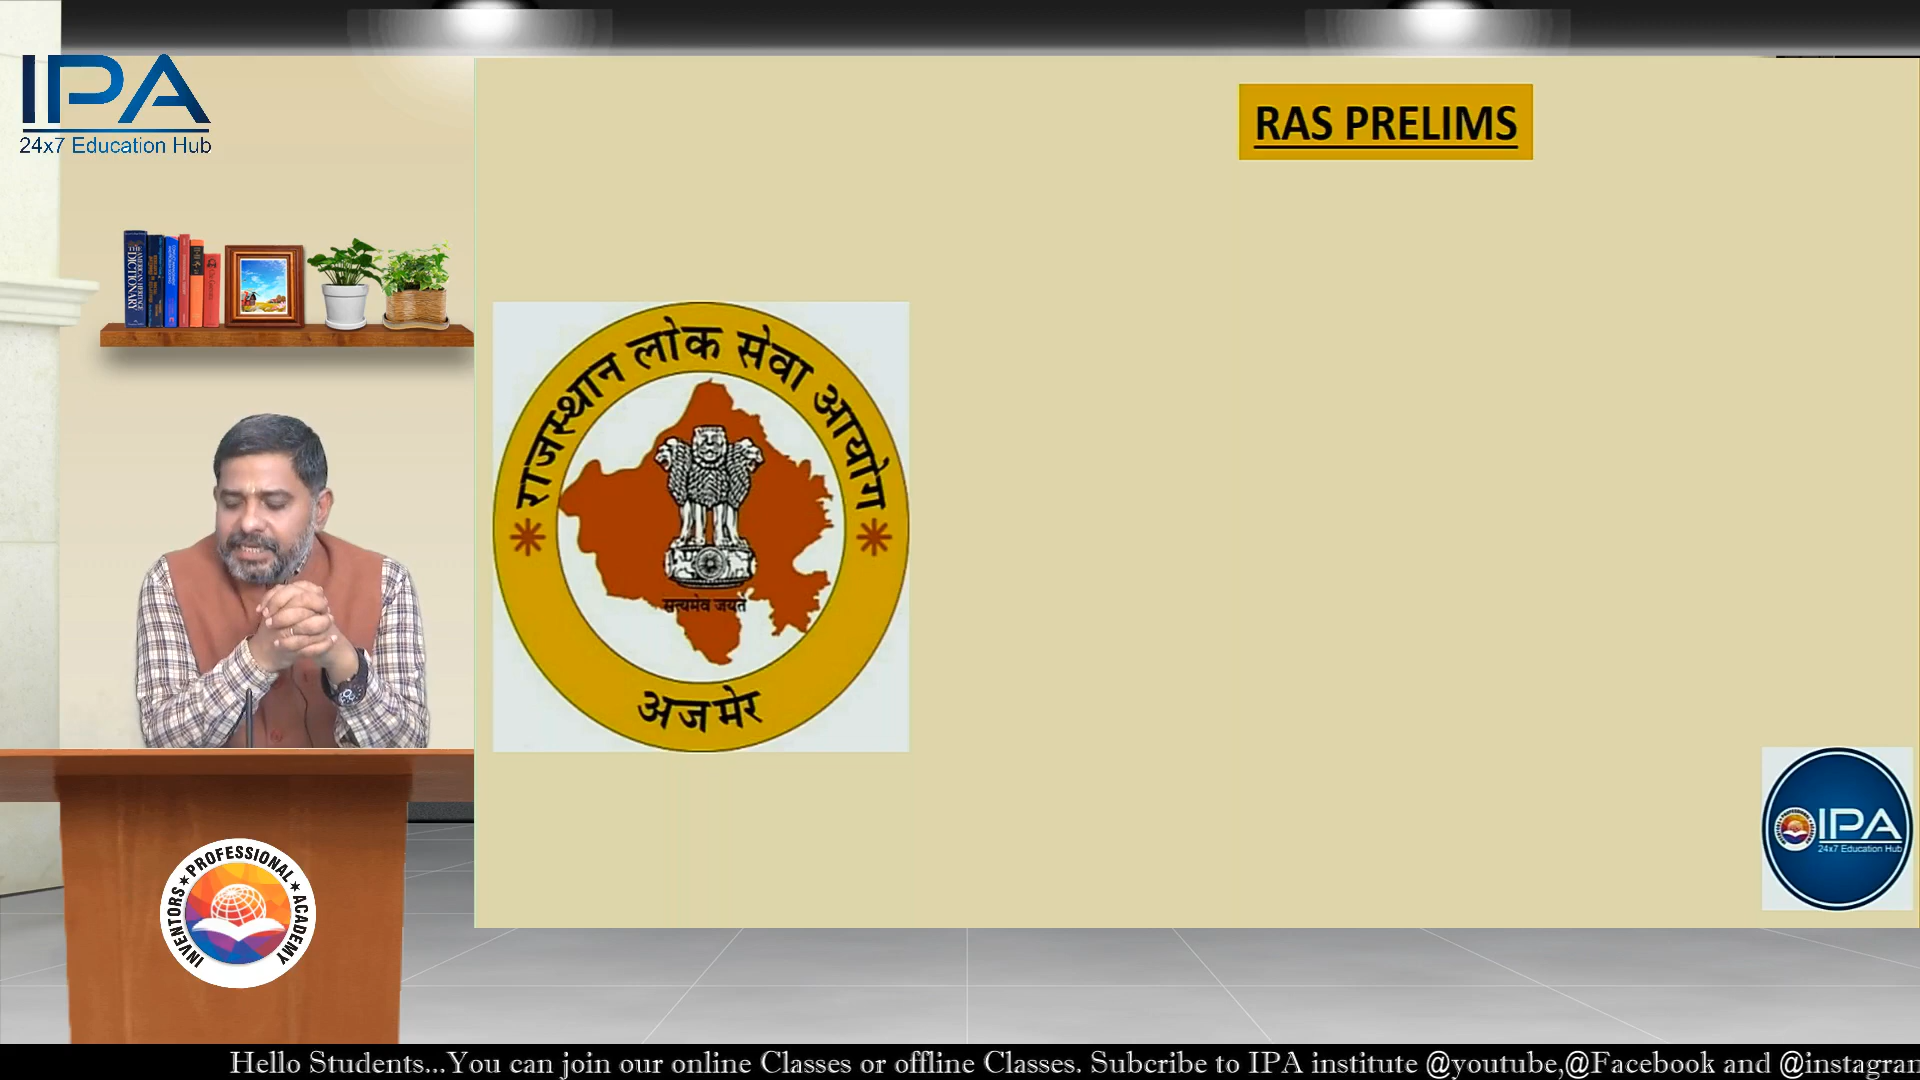 IPA
24x7 Education Hub
RAS PRELIMS
THE
DICTIONARY
राजस्थान लोक सेवा आयोग
सत्यमेव जयते
अजमेर
IPA
24x7 Education Hub
INVENTORS ★ PROFESSIONAL ★ ACADEMY
Hello Students...You can join our online Classes or offline Classes. Subcribe to IPA institute @youtube,@Facebook and @instagram